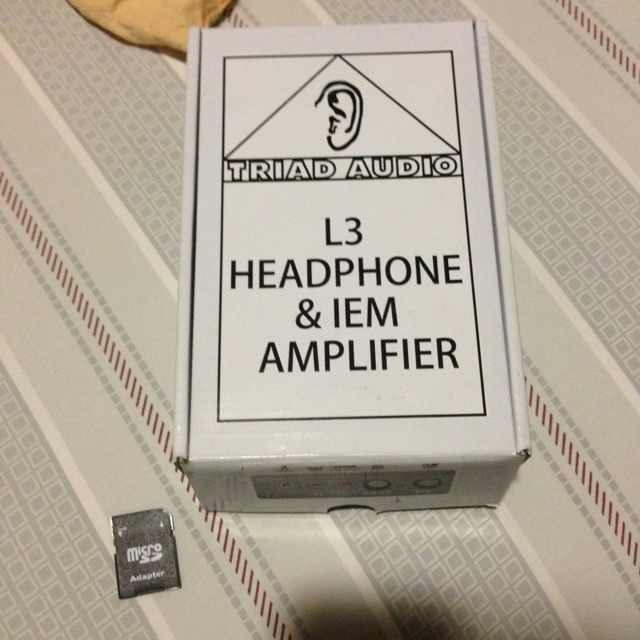 TRIAD AUDIO
L3
HEADPHONE
& IEM
AMPLIFIER
micro
SD
Adapter